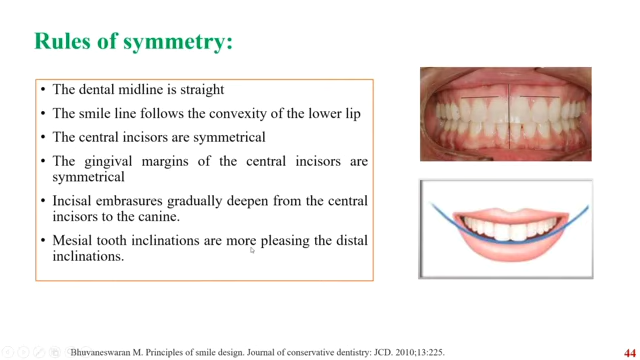 Rules of symmetry:
• The dental midline is straight
• The smile line follows the convexity of the lower lip
• The central incisors are symmetrical
• The gingival margins of the central incisors are
symmetrical
• Incisal embrasures gradually deepen from the central
incisors to the canine.
• Mesial tooth inclinations are more pleasing the distal
inclinations.
Bhuvaneswaran M. Principles of smile design. Journal of conservative dentistry: JCD. 2010;13:225.
44